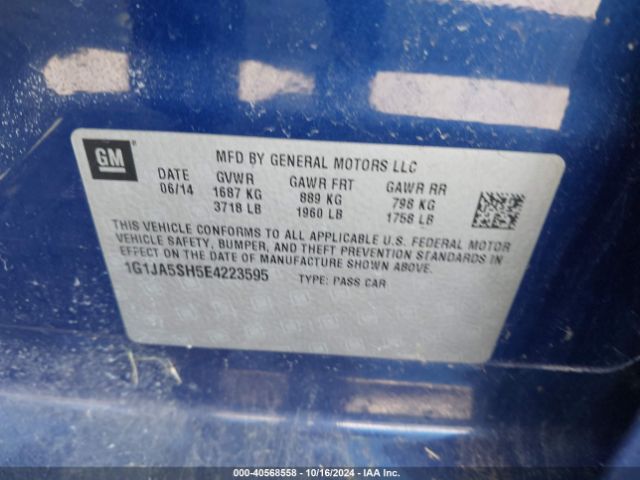 GM
MFD BY GENERAL MOTORS LLC
DATE GVWR GAWR FRT GAWR RR
06/14 1687 KG 889 KG 798 KG
3718 LB 1960 LB 1758 LB
THIS VEHICLE CONFORMS TO ALL APPLICABLE U.S. FEDERAL MOTOR
VEHICLE SAFETY, BUMPER, AND THEFT PREVENTION STANDARDS IN
EFFECT ON THE DATE OF MANUFACTURE SHOWN ABOVE.
1G1JA5SH5E4223595 TYPE: PASS CAR
000-40568558 - 10/16/2024 - IAA Inc.